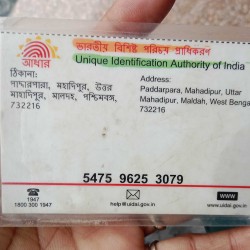 ভারতীয় বিশিষ্ট পরিচয় প্রাধিকরণ
Unique Identification Authority of India
আধার
ঠিকানা:
পাদ্দারপারা, মহাদিপুর, উত্তর
মাহাদিপুর, মালদহ, পশ্চিমবঙ্গ,
732216
Address:
Paddarpara, Mahadipur, Uttar
Mahadipur, Maldah, West Bengal
732216
5475 9625 3079
1947
1800 300 1947
help@uidai.gov.in
www.uidai.gov.in